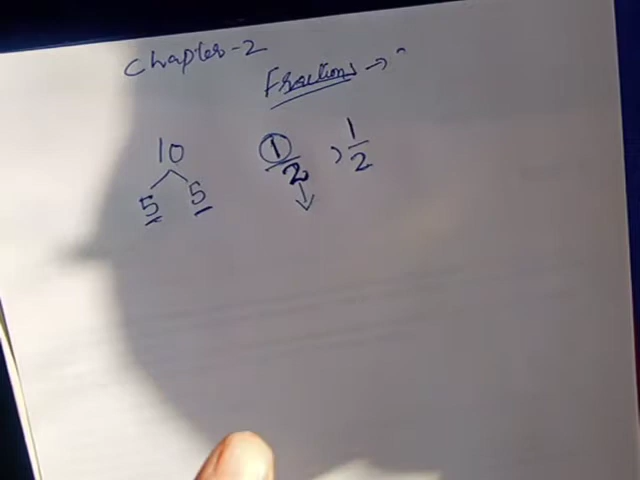 Chapter-2
Fractions →
10 1/2 , 1/2
5 5